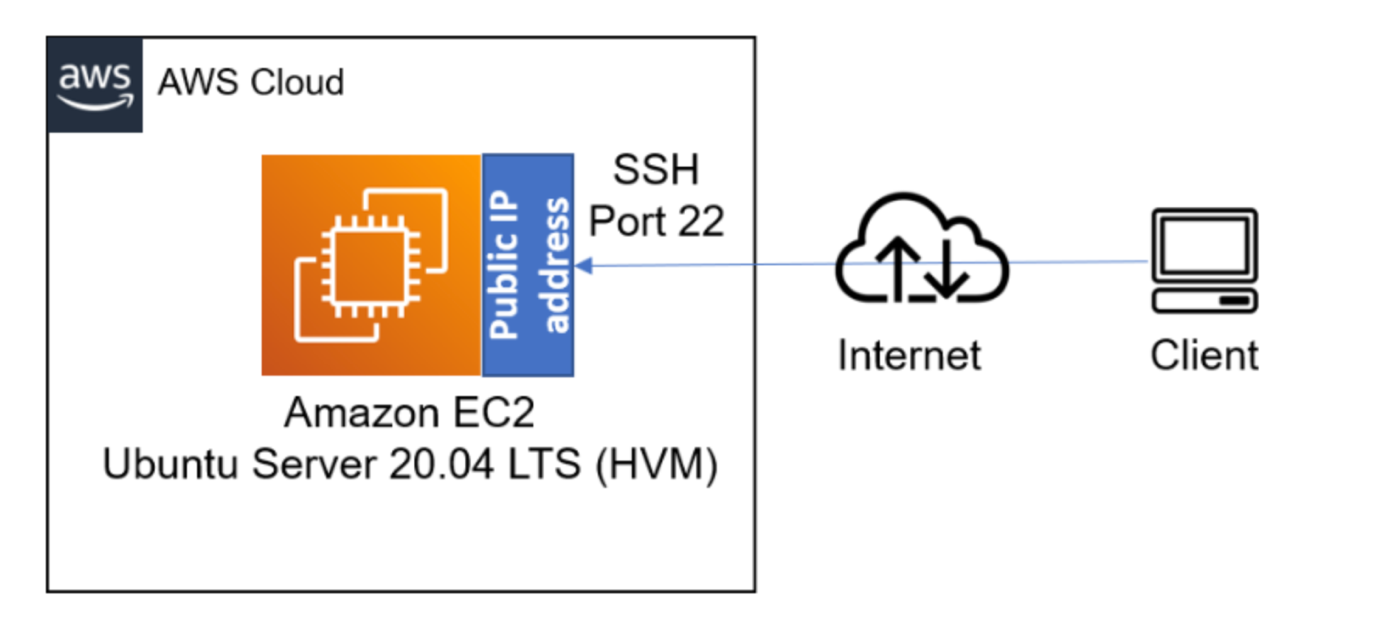 aws
AWS Cloud
SSH
Port 22
Public IP
address
Amazon EC2
Ubuntu Server 20.04 LTS (HVM)
Internet
Client